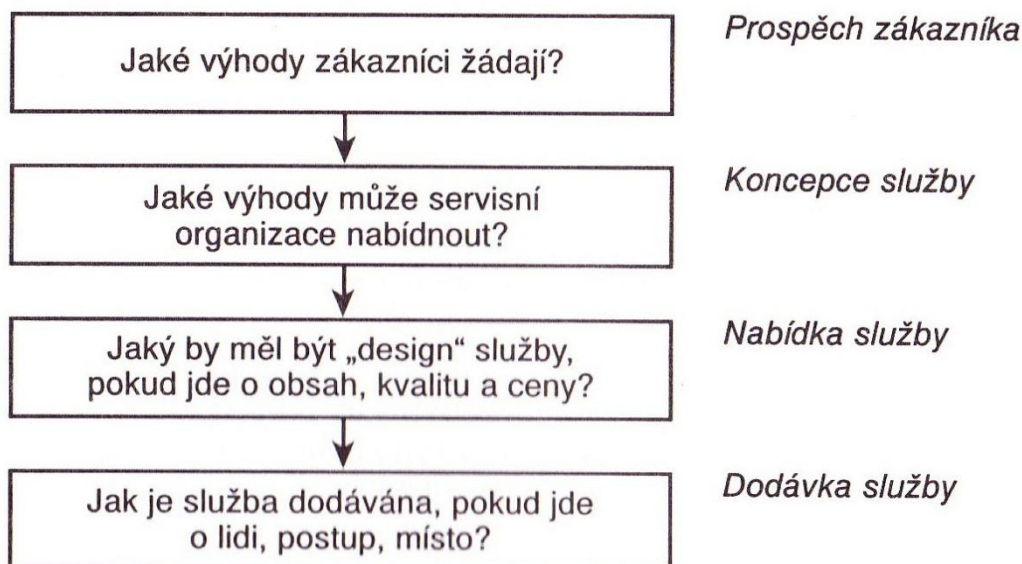 Prospěch zákazníka
Jaké výhody zákazníci žádají?
Koncepce služby
Jaké výhody může servisní
organizace nabídnout?
Nabídka služby
Jaký by měl být „design“ služby,
pokud jde o obsah, kvalitu a ceny?
Dodávka služby
Jak je služba dodávána, pokud jde
o lidi, postup, místo?